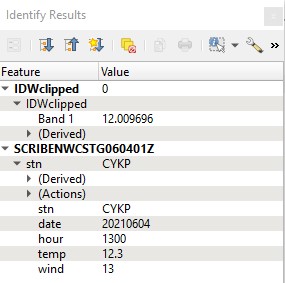 Identify Results
Feature Value
IDWclipped 0
IDWclipped
Band 1 12.009696
(Derived)
SCRIBENWCSTG060401Z
stn CYKP
(Derived)
(Actions)
stn CYKP
date 20210604
hour 1300
temp 12.3
wind 13